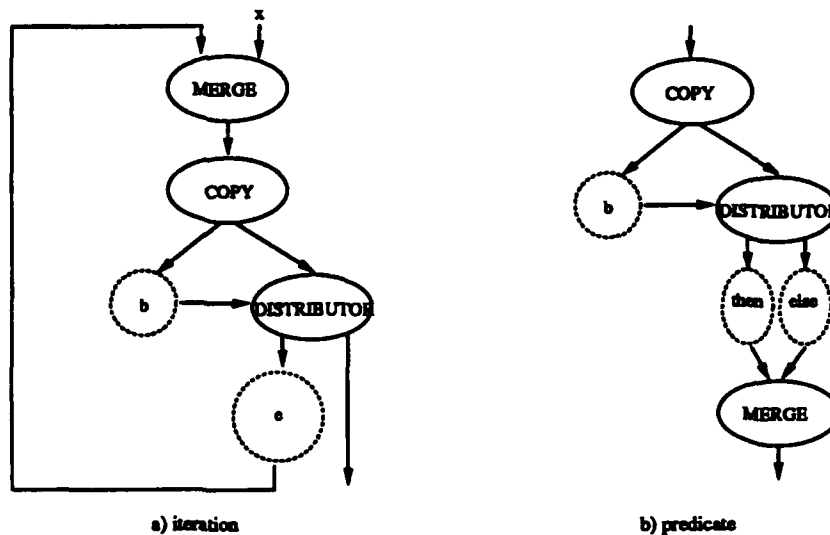 x
MERGE
COPY
b
DISTRIBUTOR
e
a) iteration
COPY
b
DISTRIBUTOR
then
else
MERGE
b) predicate